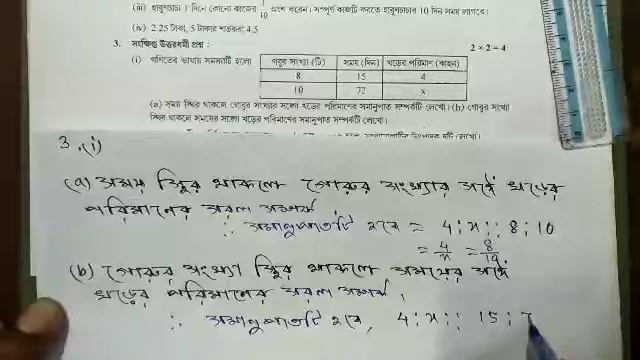 (iii) হারুণচাচা 1 দিনে কোনো কাজের 1/10 অংশ করেন। সম্পূর্ণ কাজটি করতে হারুণচাচার 10 দিন সময় লাগবে।
(iv) 2.25 টাকা, 5 টাকার শতকরা 4.5
3. সংক্ষিপ্ত উত্তরধর্মী প্রশ্ন : 2 × 2 = 4
(i) গণিতের ভাষায় সমস্যাটি হলো
গরুর সংখ্যা (টি) সময় (দিন) খড়ের পরিমাণ (কাহন)
8 15 4
10 72 x
(a) সময় স্থির থাকলে গোরুর সংখ্যার সঙ্গে খড়ের পরিমাণের সমানুপাত সম্পর্কটি লেখো। (b) গোরুর সংখ্যা
স্থির থাকলে সময়ের সঙ্গে খড়ের পরিমাণের সমানুপাত সম্পর্কটি লেখো।
3. (i)
(a) সময় স্থির থাকলে গোরুর সংখ্যার সঙ্গে খড়ের
পরিমানের সরল সম্পর্ক।
∴ সমানুপাতটি হবে = 4 : x :: 8 : 10
= 4/x = 8/10.
(b) গোরুর সংখ্যা স্থির থাকলে সময়ের সঙ্গে
খড়ের পরিমানের সরল সম্পর্ক।
∴ সমানুপাতটি হবে, 4 : x :: 15 :